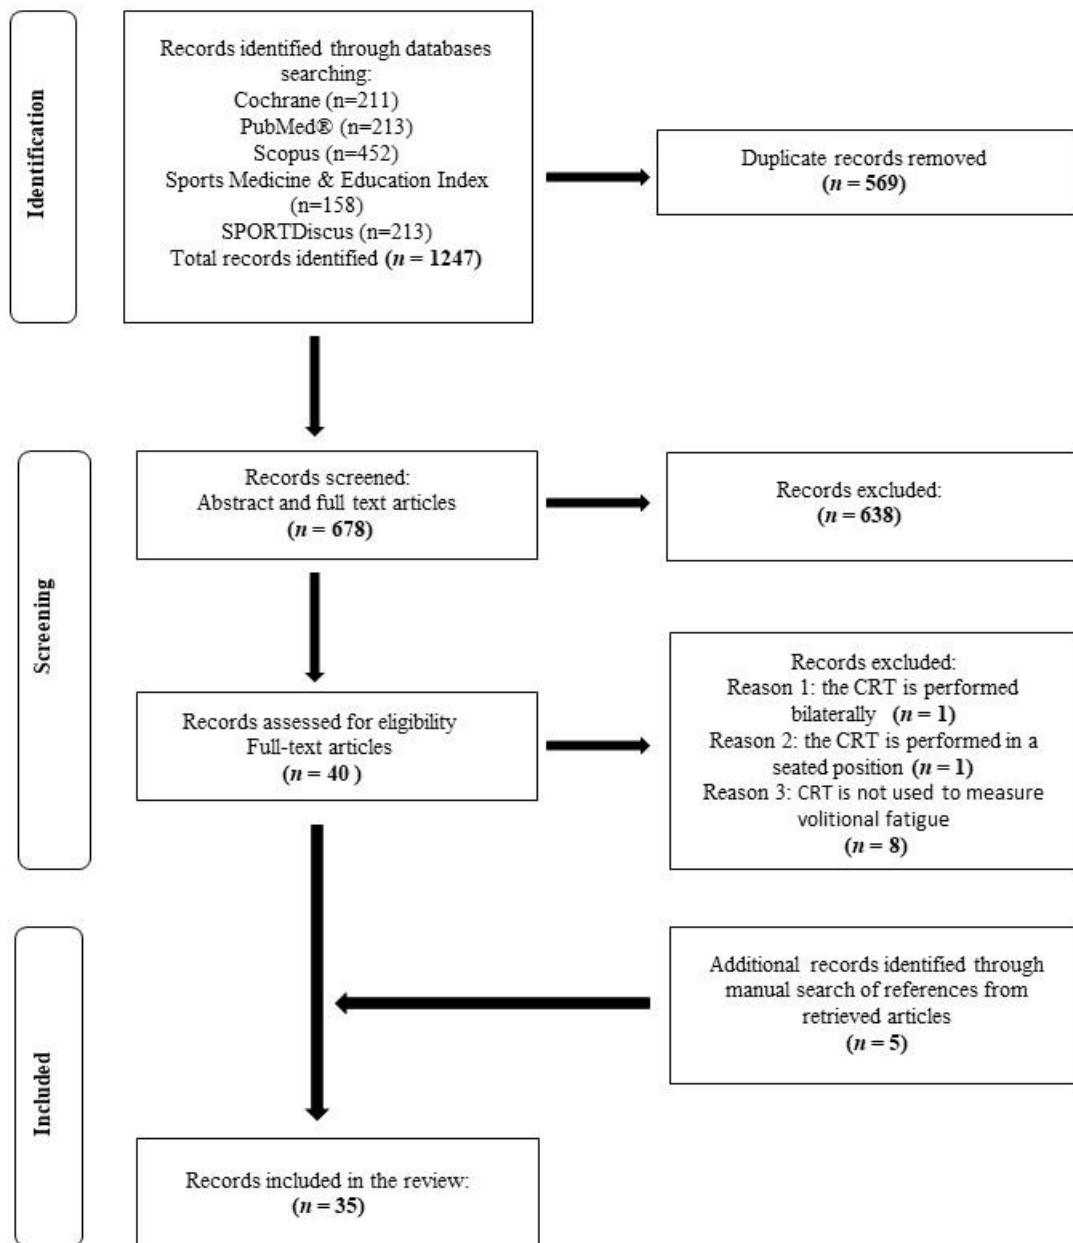 Identification
Records identified through databases
searching:
Cochrane (n=211)
PubMed® (n=213)
Scopus (n=452)
Sports Medicine & Education Index
(n=158)
SPORTDiscus (n=213)
Total records identified (n = 1247)
Duplicate records removed
(n = 569)
Screening
Records screened:
Abstract and full text articles
(n = 678)
Records excluded:
(n = 638)
Records assessed for eligibility
Full-text articles
(n = 40 )
Records excluded:
Reason 1: the CRT is performed
bilaterally (n = 1)
Reason 2: the CRT is performed in a
seated position (n = 1)
Reason 3: CRT is not used to measure
volitional fatigue
(n = 8)
Included
Additional records identified through
manual search of references from
retrieved articles
(n = 5)
Records included in the review:
(n = 35)